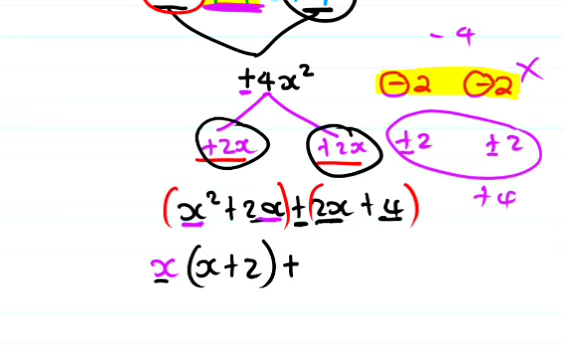 - 4
+4x²
-2 -2 x
+2x +2x +2 +2
+4
(x²+2x)+(2x+4)
x(x+2)+